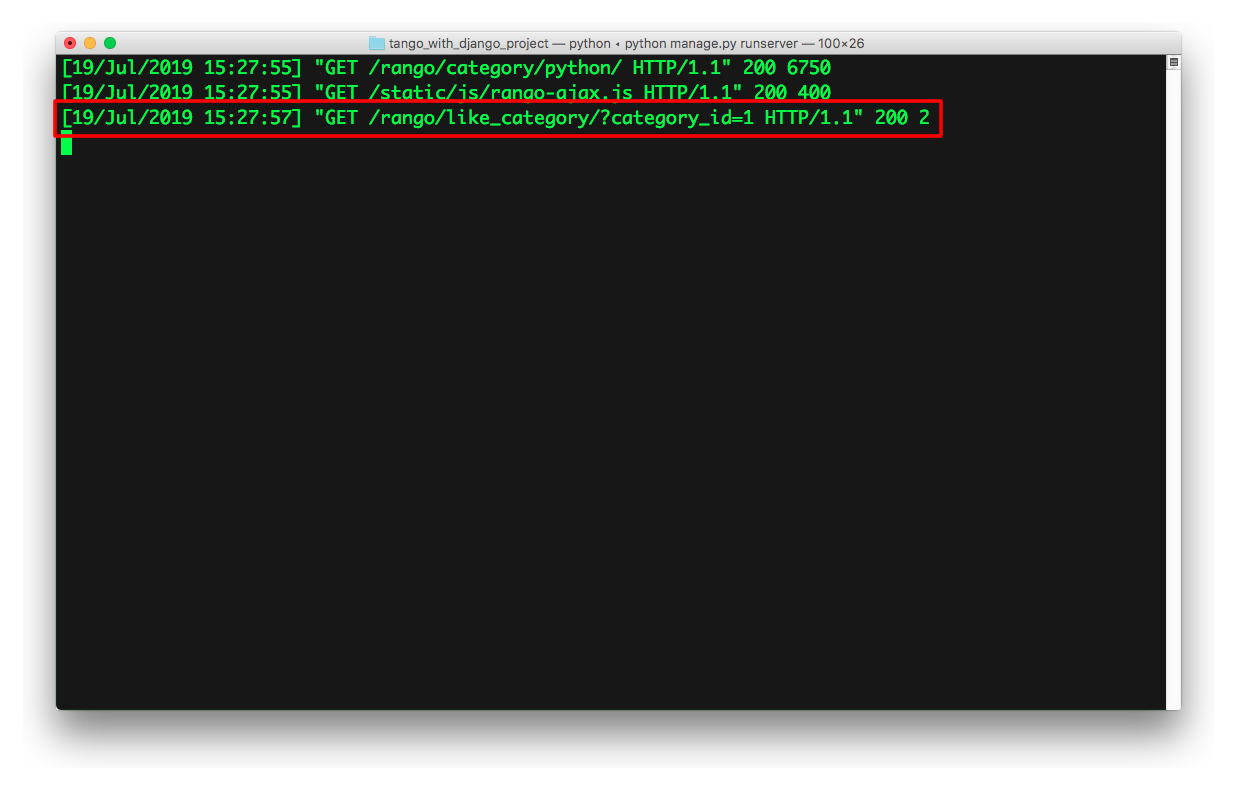 tango_with_django_project — python • python manage.py runserver — 100×26
[19/Jul/2019 15:27:55] "GET /rango/category/python/ HTTP/1.1" 200 6750
[19/Jul/2019 15:27:55] "GET /static/js/rango-ajax.js HTTP/1.1" 200 400
[19/Jul/2019 15:27:57] "GET /rango/like_category/?category_id=1 HTTP/1.1" 200 2